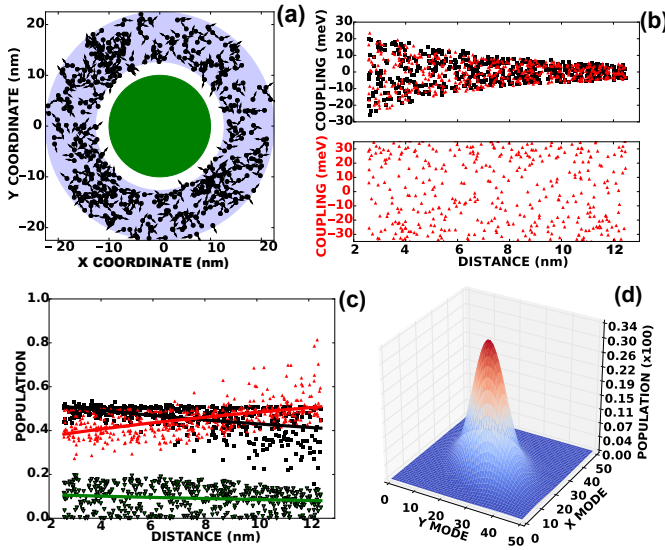 (a)
Y COORDINATE (nm)
20
10
0
−10
−20
−20 −10 0 10 20
X COORDINATE (nm)
(b)
COUPLING (meV)
30
20
10
0
−10
−20
−30
COUPLING (meV)
30
20
10
0
−10
−20
−30
2 4 6 8 10 12
DISTANCE (nm)
(c)
POPULATION
1.0
0.8
0.6
0.4
0.2
0.0
4 6 8 10 12
DISTANCE (nm)
(d)
POPULATION (x100)
0.34
0.30
0.26
0.22
0.19
0.15
0.11
0.07
0.04
0.00
0 10 20 30 40 50
Y MODE
0 10 20 30 40 50
X MODE